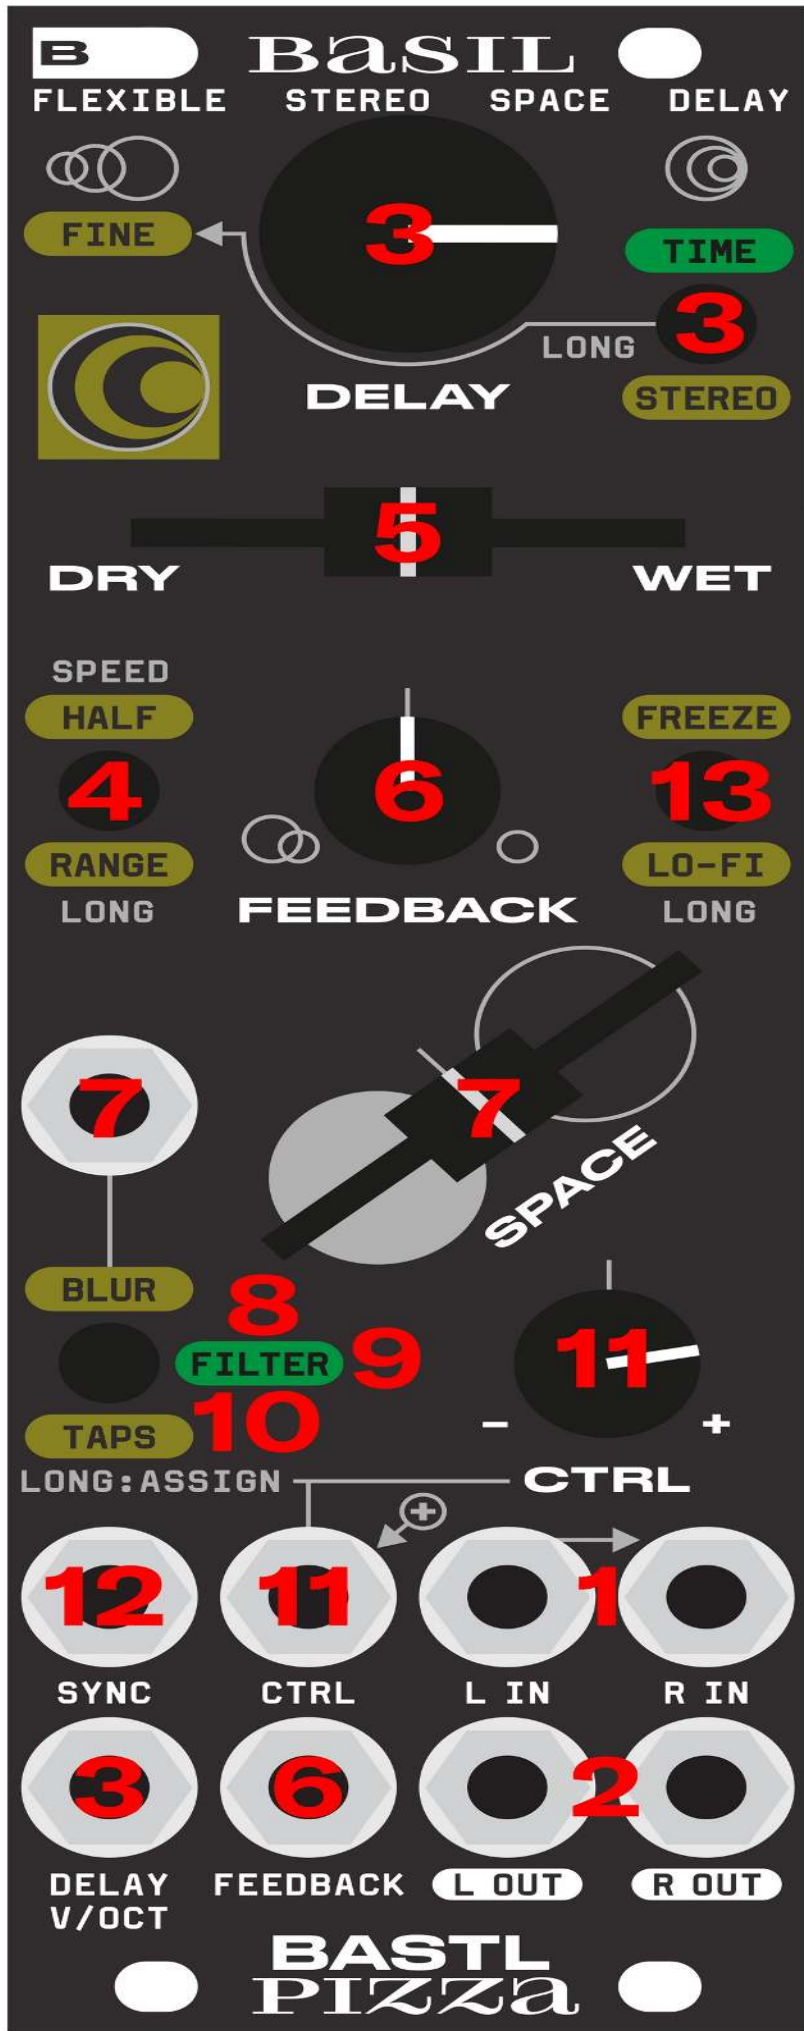 B BaSIL
FLEXIBLE STEREO SPACE DELAY
FINE 3 TIME
3
LONG
DELAY STEREO
5
DRY WET
SPEED
HALF FREEZE
4 6 13
RANGE LO-FI
LONG FEEDBACK LONG
7 7
SPACE
BLUR 8
FILTER 9 11
TAPS 10 - +
LONG:ASSIGN CTRL
12 11 1
SYNC CTRL L IN R IN
3 6 2
DELAY FEEDBACK L OUT R OUT
V/OCT
BASTL
PIZZa